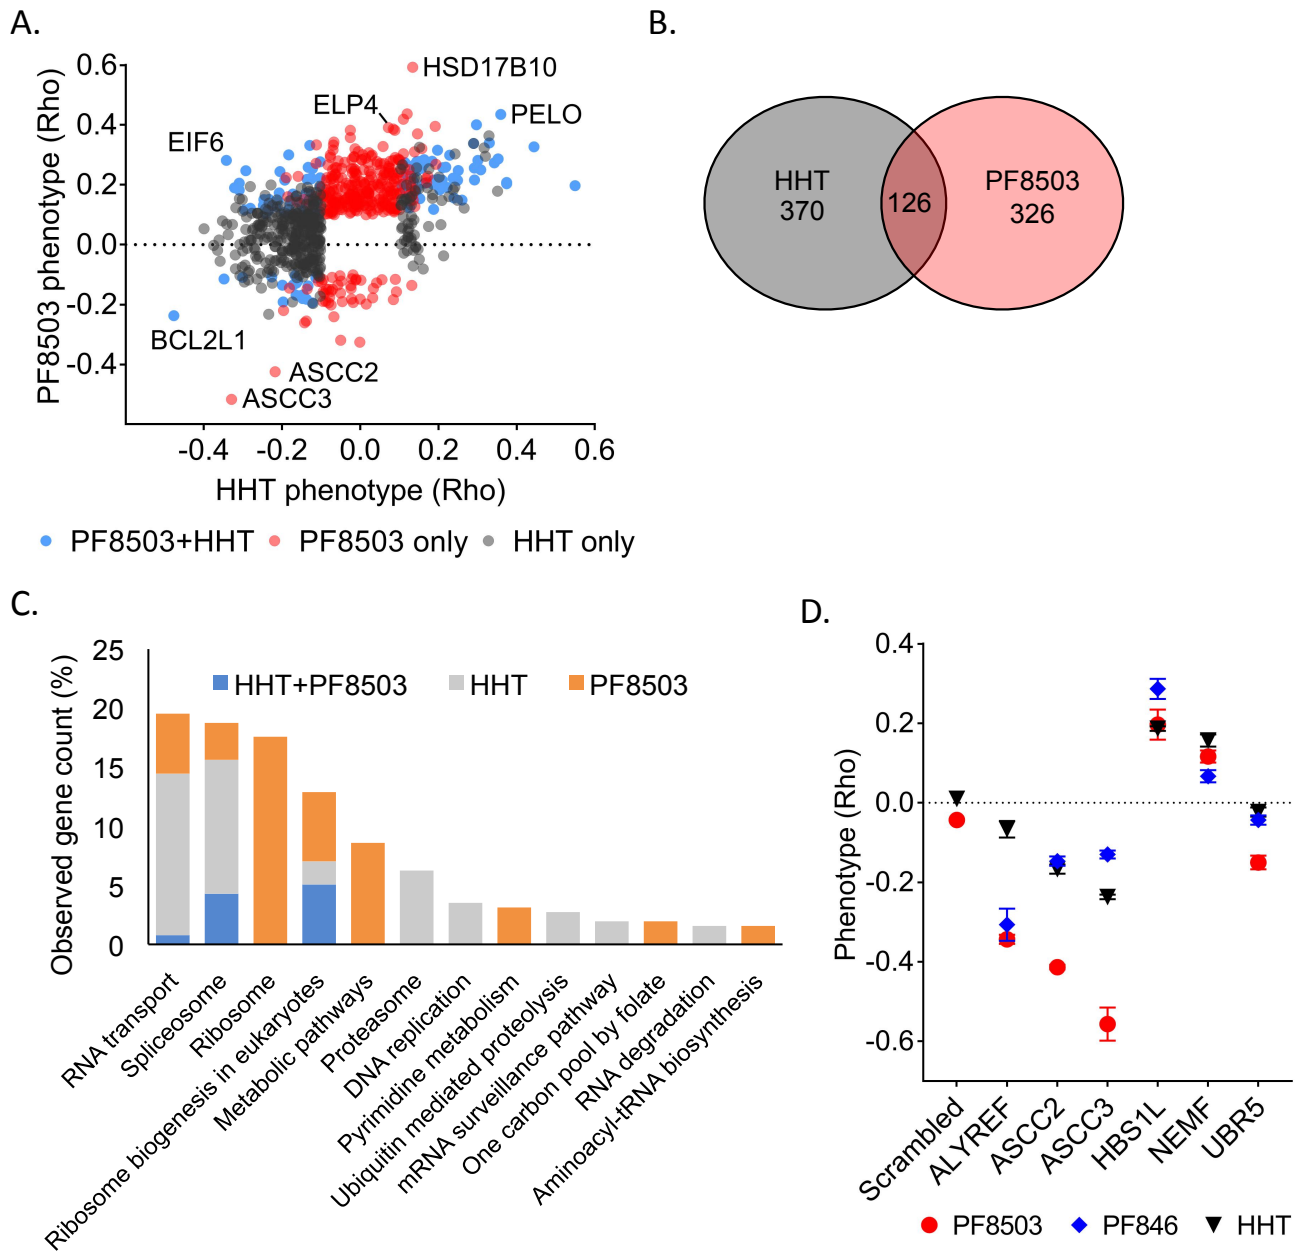 A.
PF8503 phenotype (Rho)
0.6
0.4
0.2
0.0
-0.2
-0.4
HSD17B10
ELP4
PELO
EIF6
BCL2L1
ASCC2
ASCC3
-0.4 -0.2 0.0 0.2 0.4 0.6
HHT phenotype (Rho)
PF8503+HHT PF8503 only HHT only
B.
HHT
370
126
PF8503
326
C.
Observed gene count (%)
25
20
15
10
5
0
HHT+PF8503 HHT PF8503
RNA transport
Spliceosome
Ribosome
Ribosome biogenesis in eukaryotes
Metabolic pathways
Proteasome
DNA replication
Pyrimidine metabolism
Ubiquitin mediated proteolysis
mRNA surveillance pathway
One carbon pool by folate
RNA degradation
Aminoacyl-tRNA biosynthesis
D.
Phenotype (Rho)
0.4
0.2
0.0
-0.2
-0.4
-0.6
Scrambled
ALYREF
ASCC2
ASCC3
HBS1L
NEMF
UBR5
PF8503 PF846 HHT